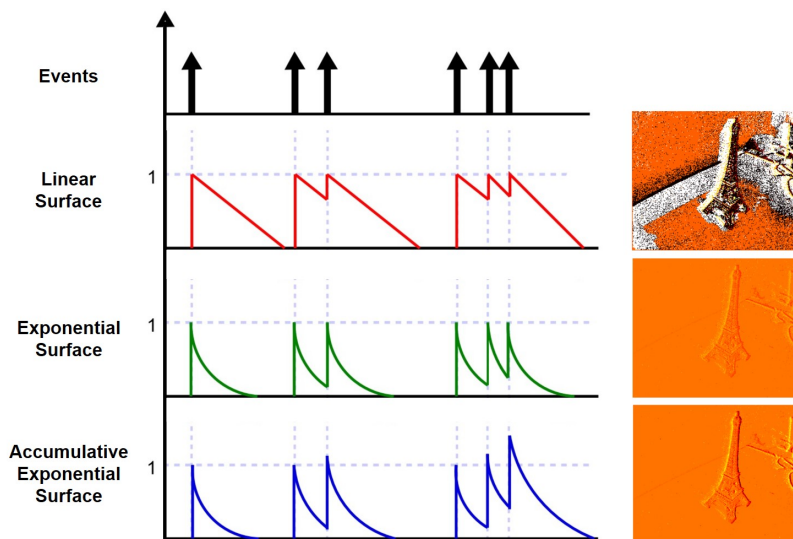 Events
Linear
Surface
1
Exponential
Surface
1
Accumulative
Exponential
Surface
1